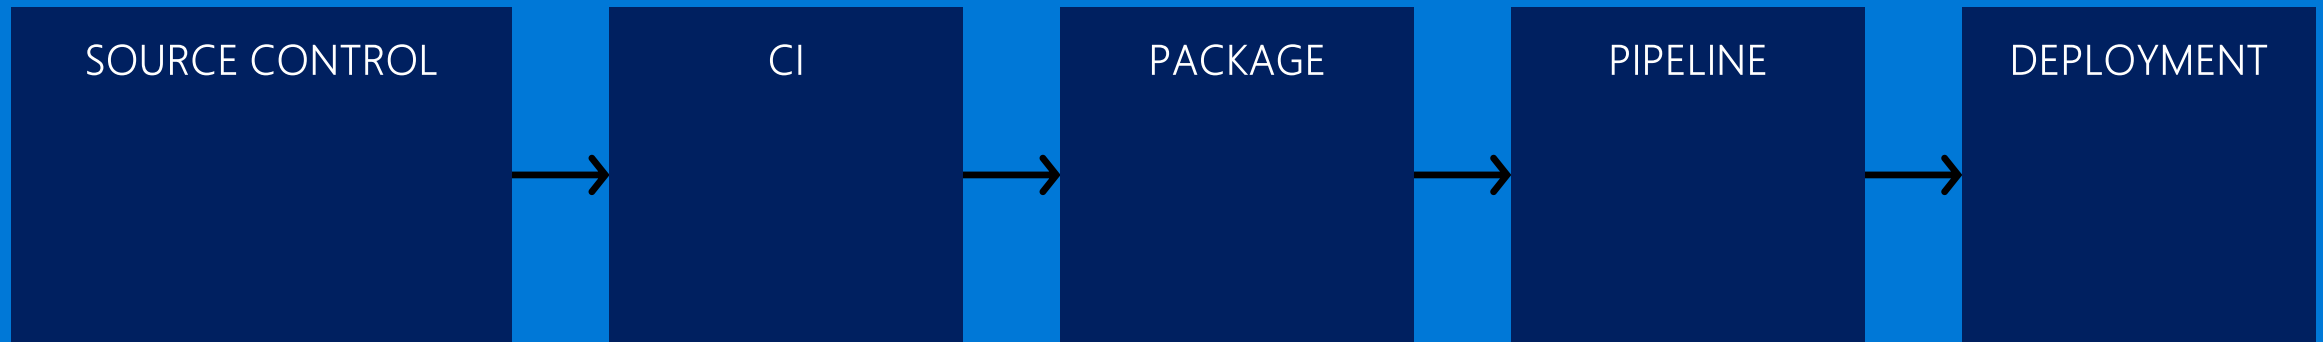 SOURCE CONTROL
CI
PACKAGE
PIPELINE
DEPLOYMENT